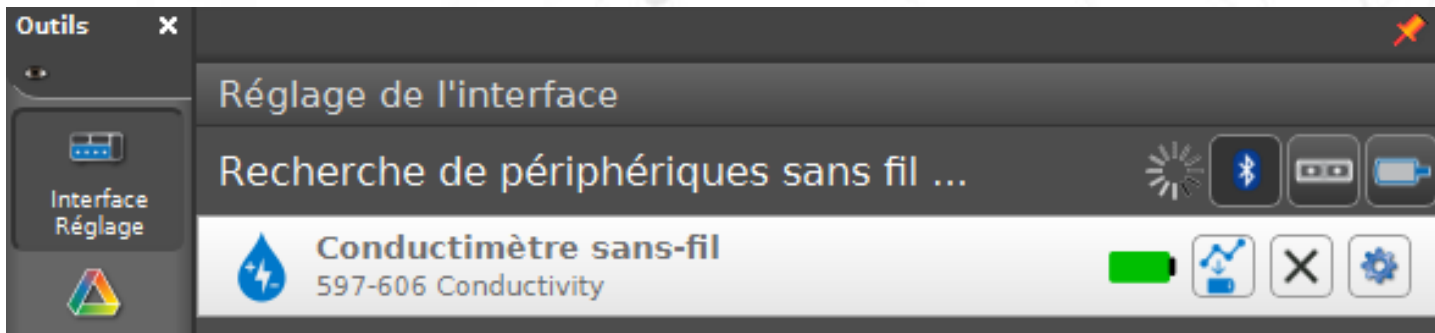 Outils
Réglage de l'interface
Recherche de périphériques sans fil ...
Interface
Réglage
Conductimètre sans-fil
597-606 Conductivity